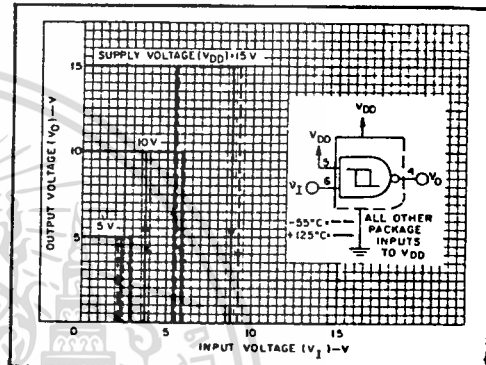 SUPPLY VOLTAGE (VDD)=15 V
15
VDD
10
10V
VDD
5
4
VO
VI
6
-55°C
+125°C
ALL OTHER
PACKAGE
INPUTS
TO VDD
5 V
5
0
5
10
15
OUTPUT VOLTAGE (VO)—V
INPUT VOLTAGE (VI)—V